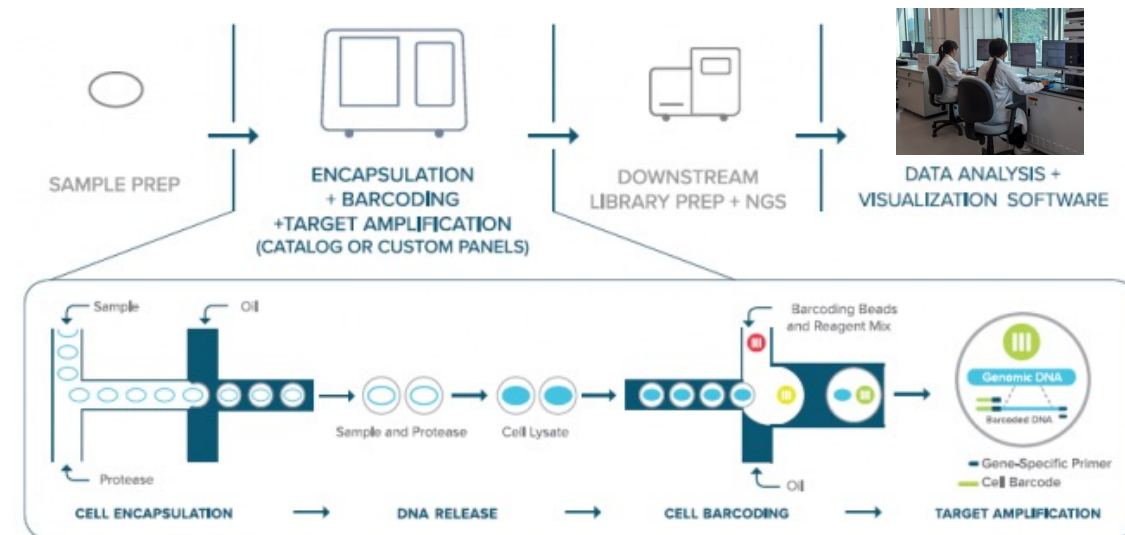 SAMPLE PREP
ENCAPSULATION
+ BARCODING
+TARGET AMPLIFICATION
(CATALOG OR CUSTOM PANELS)
DOWNSTREAM
LIBRARY PREP + NGS
DATA ANALYSIS +
VISUALIZATION SOFTWARE
Sample
Oil
Protease
Sample and Protease
Cell Lysate
Barcoding Beads
and Reagent Mix
Oil
Genomic DNA
Barcoded DNA
Gene-Specific Primer
Cell Barcode
CELL ENCAPSULATION
DNA RELEASE
CELL BARCODING
TARGET AMPLIFICATION